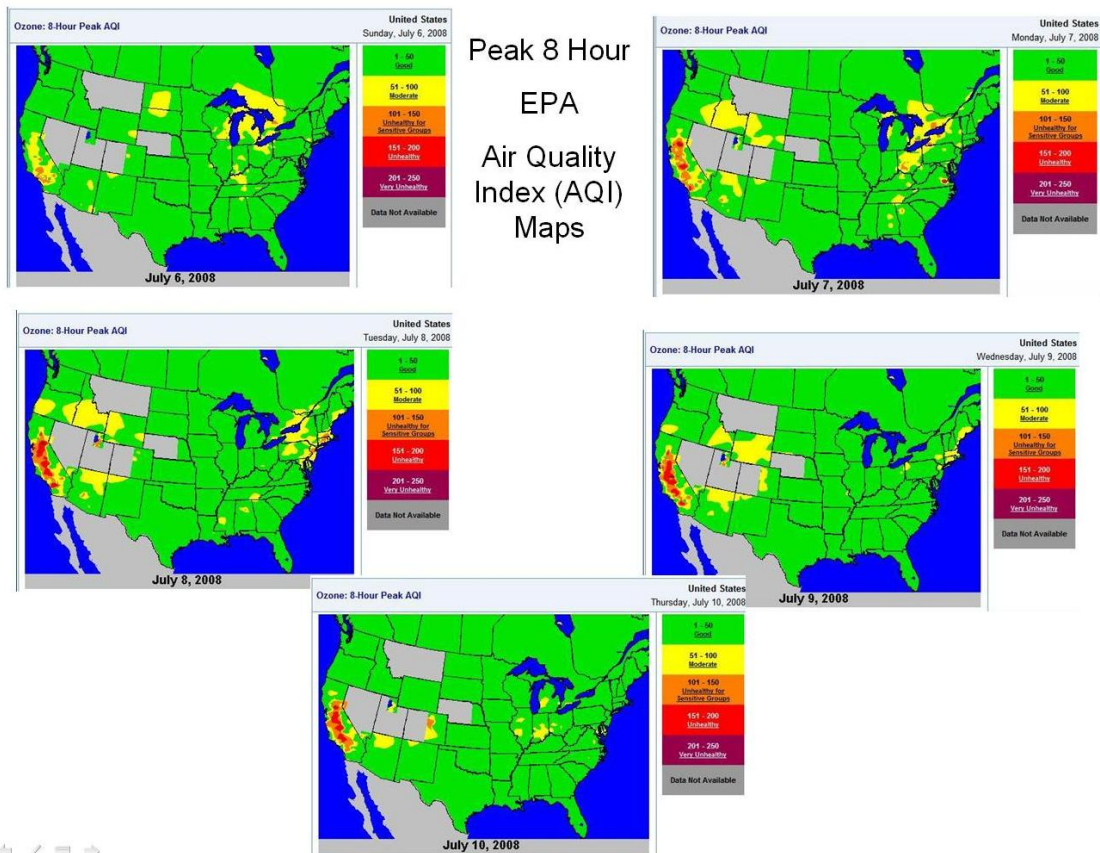 Ozone: 8-Hour Peak AQI
United States
Sunday, July 6, 2008
1 - 50
Good
51 - 100
Moderate
101 - 150
Unhealthy for
Sensitive Groups
151 - 200
Unhealthy
201 - 250
Very Unhealthy
Data Not Available
July 6, 2008
Peak 8 Hour
EPA
Air Quality
Index (AQI)
Maps
Ozone: 8-Hour Peak AQI
United States
Monday, July 7, 2008
1 - 50
Good
51 - 100
Moderate
101 - 150
Unhealthy for
Sensitive Groups
151 - 200
Unhealthy
201 - 250
Very Unhealthy
Data Not Available
July 7, 2008
Ozone: 8-Hour Peak AQI
United States
Tuesday, July 8, 2008
1 - 50
Good
51 - 100
Moderate
101 - 150
Unhealthy for
Sensitive Groups
151 - 200
Unhealthy
201 - 250
Very Unhealthy
Data Not Available
July 8, 2008
Ozone: 8-Hour Peak AQI
United States
Wednesday, July 9, 2008
1 - 50
Good
51 - 100
Moderate
101 - 150
Unhealthy for
Sensitive Groups
151 - 200
Unhealthy
201 - 250
Very Unhealthy
Data Not Available
July 9, 2008
Ozone: 8-Hour Peak AQI
United States
Thursday, July 10, 2008
1 - 50
Good
51 - 100
Moderate
101 - 150
Unhealthy for
Sensitive Groups
151 - 200
Unhealthy
201 - 250
Very Unhealthy
Data Not Available
July 10, 2008